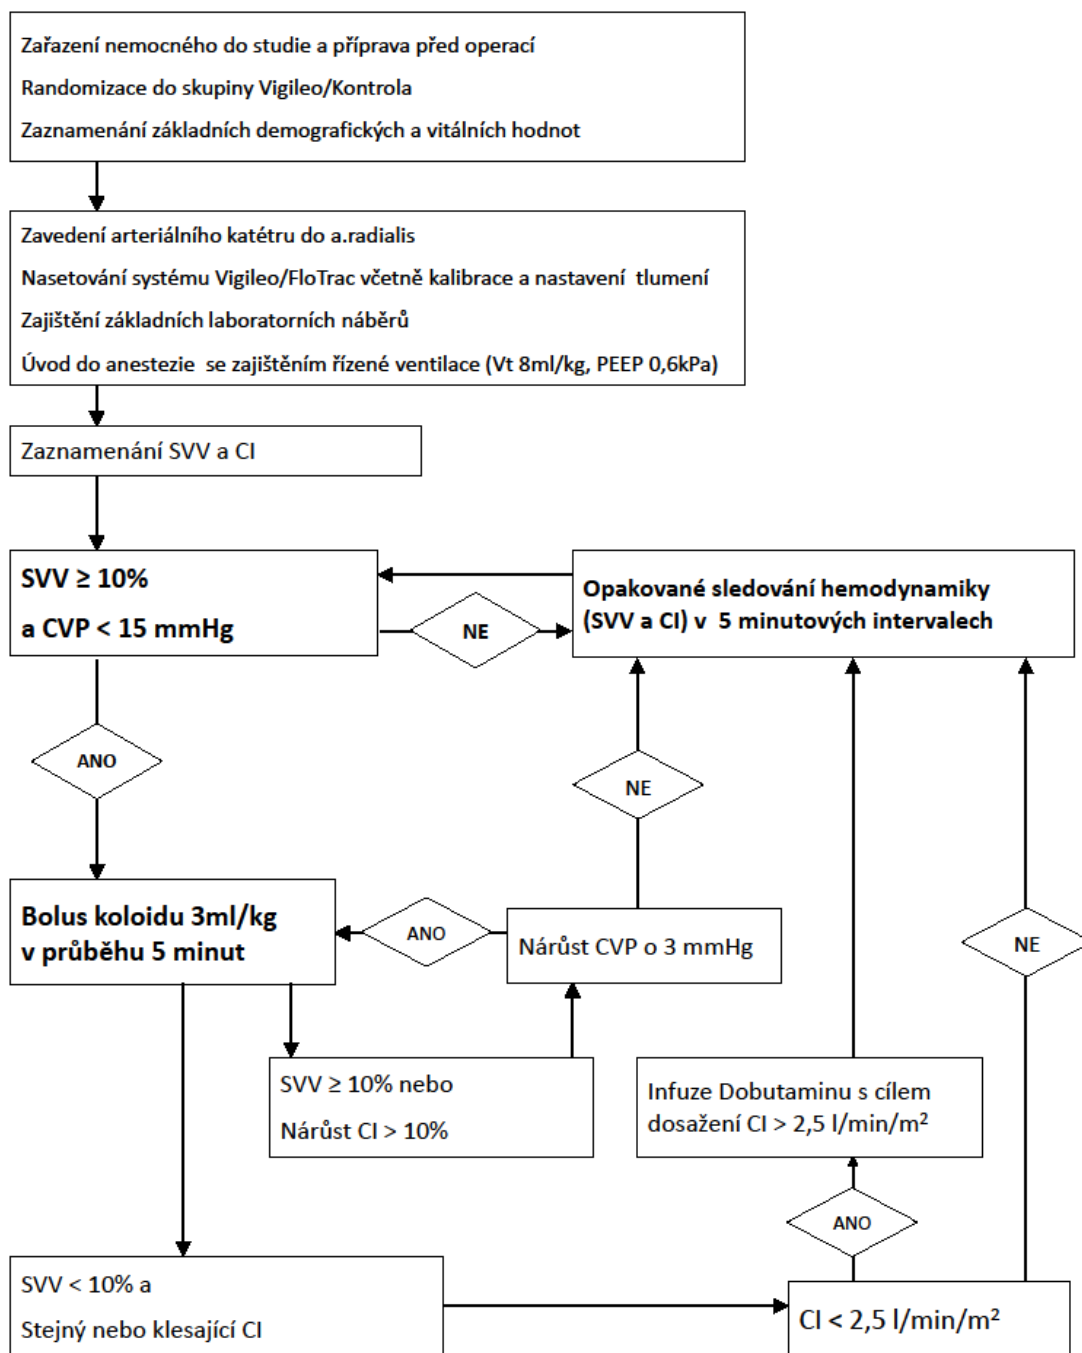 Zařazení nemocného do studie a příprava před operací
Randomizace do skupiny Vigileo/Kontrola
Zaznamenání základních demografických a vitálních hodnot
Zavedení arteriálního katétru do a.radialis
Nasetování systému Vigileo/FloTrac včetně kalibrace a nastavení tlumení
Zajištění základních laboratorních náběrů
Úvod do anestezie se zajištěním řízené ventilace (Vt 8ml/kg, PEEP 0,6kPa)
Zaznamenání SVV a CI
SVV ≥ 10%
a CVP < 15 mmHg
NE
Opakované sledování hemodynamiky
(SVV a CI) v 5 minutových intervalech
ANO
NE
Bolus koloidu 3ml/kg
v průběhu 5 minut
ANO
Nárůst CVP o 3 mmHg
NE
SVV ≥ 10% nebo
Nárůst CI > 10%
Infuze Dobutaminu s cílem
dosažení CI > 2,5 l/min/m²
ANO
SVV < 10% a
Stejný nebo klesající CI
CI < 2,5 l/min/m²